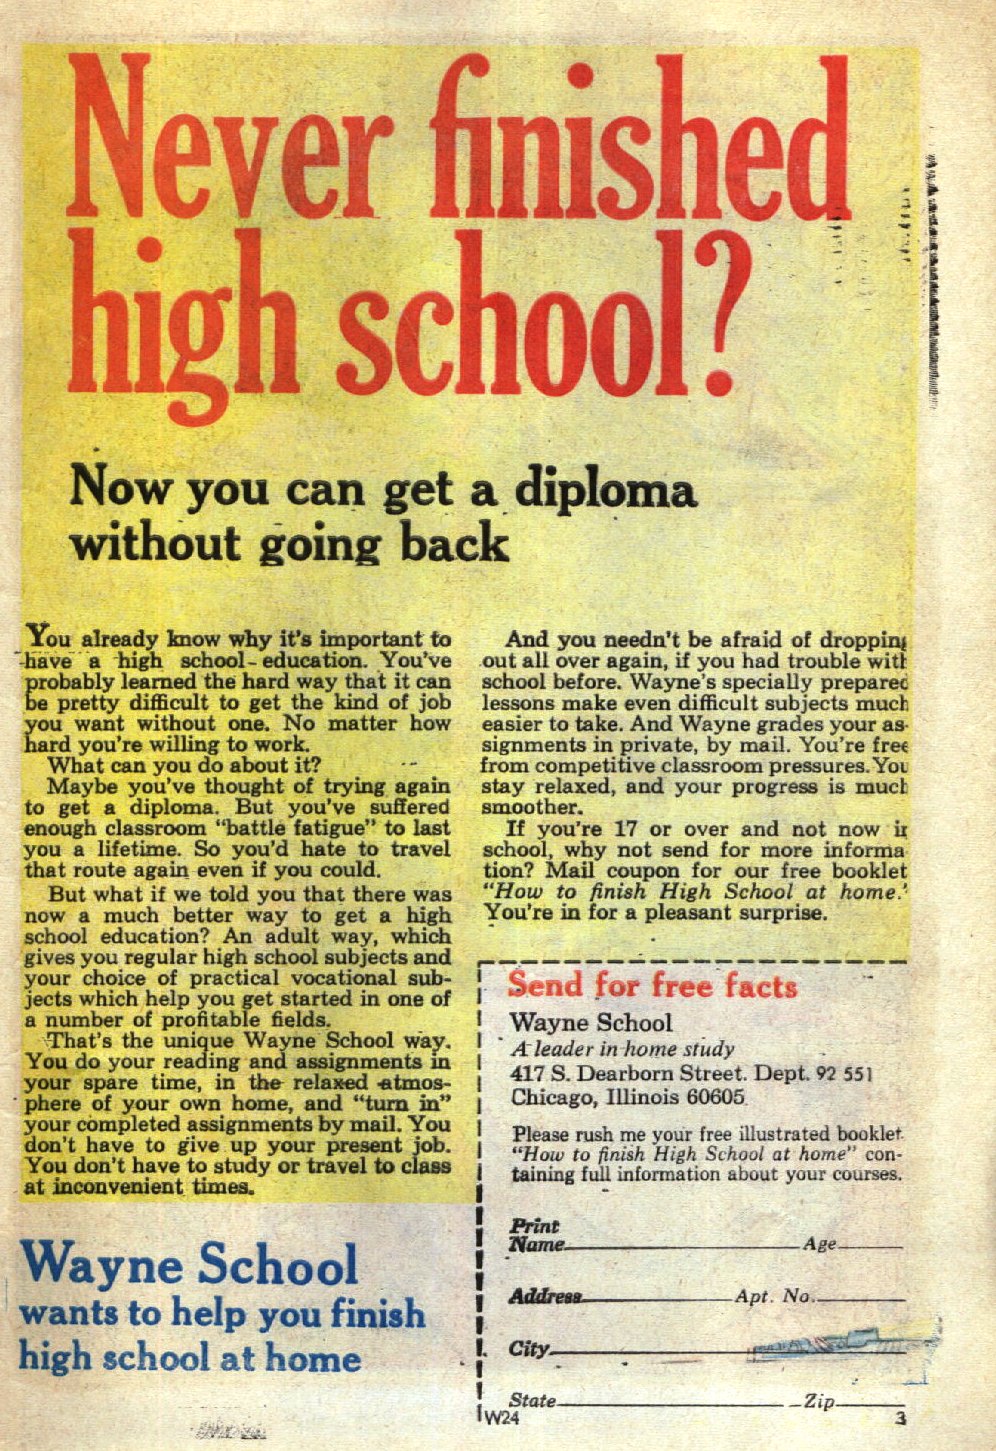 Never finished
high school?
Now you can get a diploma
without going back
You already know why it's important to
have a high school education. You've
probably learned the hard way that it can
be pretty difficult to get the kind of job
you want without one. No matter how
hard you're willing to work.
What can you do about it?
Maybe you've thought of trying again
to get a diploma. But you've suffered
enough classroom "battle fatigue" to last
you a lifetime. So you'd hate to travel
that route again even if you could.
But what if we told you that there was
now a much better way to get a high
school education? An adult way, which
gives you regular high school subjects and
your choice of practical vocational sub-
jects which help you get started in one of
a number of profitable fields.
That's the unique Wayne School way.
You do your reading and assignments in
your spare time, in the relaxed atmos-
phere of your own home, and "turn in"
your completed assignments by mail. You
don't have to give up your present job.
You don't have to study or travel to class
at inconvenient times.
Wayne School
wants to help you finish
high school at home
And you needn't be afraid of dropping
out all over again, if you had trouble with
school before. Wayne's specially prepared
lessons make even difficult subjects much
easier to take. And Wayne grades your as-
signments in private, by mail. You're free
from competitive classroom pressures. You
stay relaxed, and your progress is much
smoother.
If you're 17 or over and not now in
school, why not send for more informa-
tion? Mail coupon for our free booklet
"How to finish High School at home."
You're in for a pleasant surprise.
Send for free facts
Wayne School
A leader in home study
417 S. Dearborn Street. Dept. 92 551
Chicago, Illinois 60605
Please rush me your free illustrated booklet
"How to finish High School at home" con-
taining full information about your courses.
Print
Name Age
Address Apt. No.
City
State Zip
W24 3